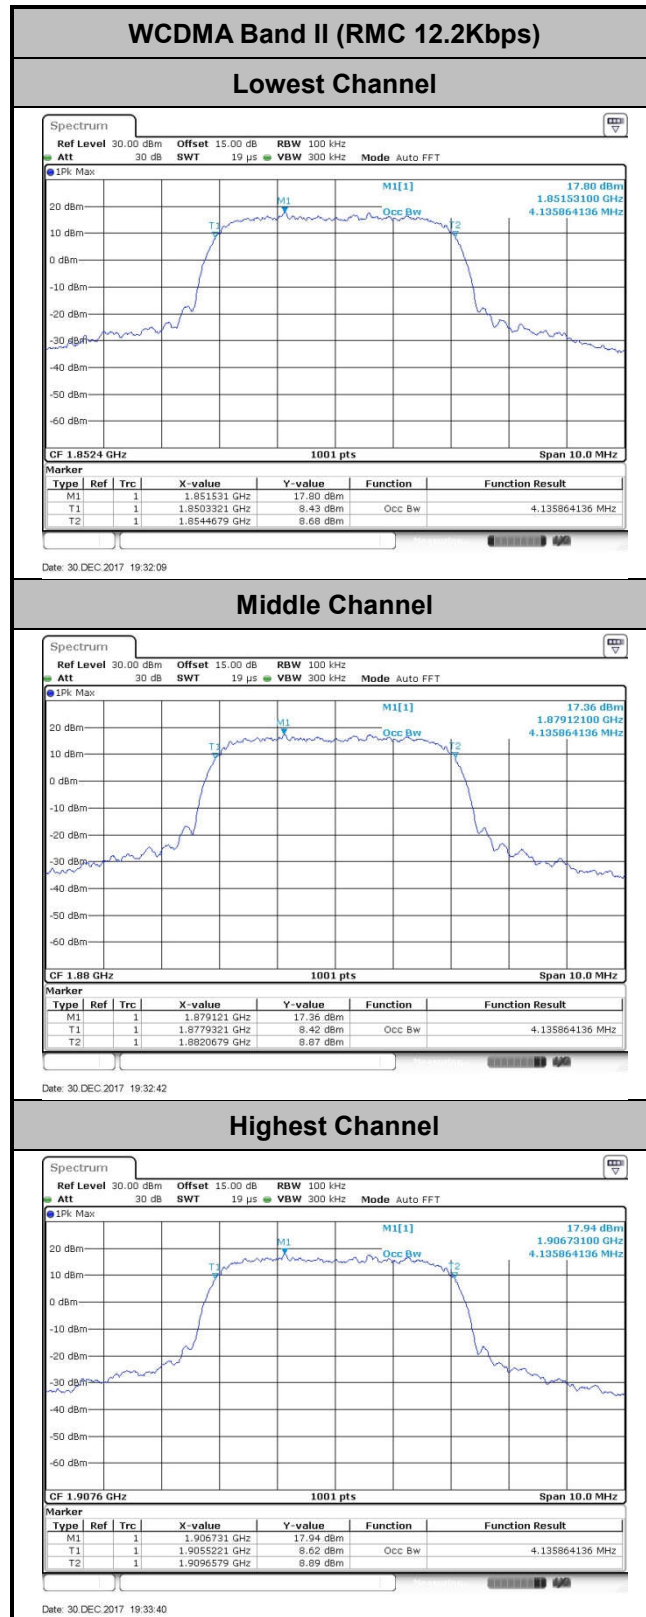 WCDMA Band II (RMC 12.2Kbps)
Lowest Channel
Spectrum
Ref Level 30.00 dBm Offset 15.00 dB RBW 100 kHz
Att 30 dB SWT 19 µs VBW 300 kHz Mode Auto FFT
1Pk Max
M1[1] 17.80 dBm
1.85153100 GHz
Occ Bw 4.135864136 MHz
M1
T1
T2
20 dBm
10 dBm
0 dBm
-10 dBm
-20 dBm
-30 dBm
-40 dBm
-50 dBm
-60 dBm
CF 1.8524 GHz 1001 pts Span 10.0 MHz
Marker
Type Ref Trc X-value Y-value Function Function Result
M1 1 1.851531 GHz 17.80 dBm
T1 1 1.8503321 GHz 8.43 dBm Occ Bw 4.135864136 MHz
T2 1 1.8544679 GHz 8.68 dBm
Date: 30.DEC.2017 19:32:09
Middle Channel
Spectrum
Ref Level 30.00 dBm Offset 15.00 dB RBW 100 kHz
Att 30 dB SWT 19 µs VBW 300 kHz Mode Auto FFT
1Pk Max
M1[1] 17.36 dBm
1.87912100 GHz
Occ Bw 4.135864136 MHz
M1
T1
T2
20 dBm
10 dBm
0 dBm
-10 dBm
-20 dBm
-30 dBm
-40 dBm
-50 dBm
-60 dBm
CF 1.88 GHz 1001 pts Span 10.0 MHz
Marker
Type Ref Trc X-value Y-value Function Function Result
M1 1 1.879121 GHz 17.36 dBm
T1 1 1.8779321 GHz 8.42 dBm Occ Bw 4.135864136 MHz
T2 1 1.8820679 GHz 8.87 dBm
Date: 30.DEC.2017 19:32:42
Highest Channel
Spectrum
Ref Level 30.00 dBm Offset 15.00 dB RBW 100 kHz
Att 30 dB SWT 19 µs VBW 300 kHz Mode Auto FFT
1Pk Max
M1[1] 17.94 dBm
1.90673100 GHz
Occ Bw 4.135864136 MHz
M1
T1
T2
20 dBm
10 dBm
0 dBm
-10 dBm
-20 dBm
-30 dBm
-40 dBm
-50 dBm
-60 dBm
CF 1.9076 GHz 1001 pts Span 10.0 MHz
Marker
Type Ref Trc X-value Y-value Function Function Result
M1 1 1.906731 GHz 17.94 dBm
T1 1 1.9055221 GHz 8.62 dBm Occ Bw 4.135864136 MHz
T2 1 1.9096579 GHz 8.89 dBm
Date: 30.DEC.2017 19:33:40